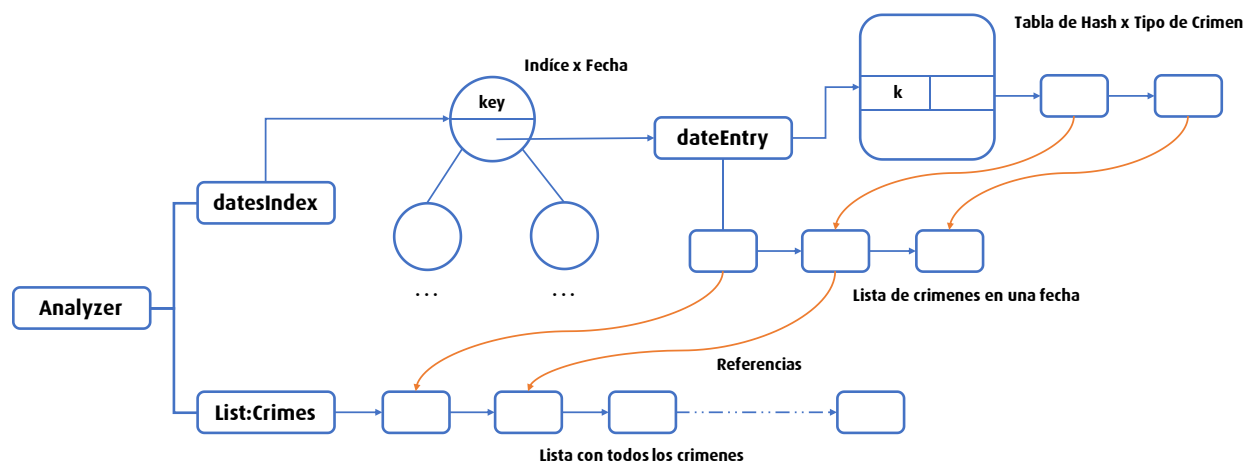 Tabla de Hash x Tipo de Crimen
Indíce x Fecha
key
k
dateEntry
datesIndex
...
...
Analyzer
Lista de crimenes en una fecha
Referencias
List:Crimes
Lista con todos los crimenes